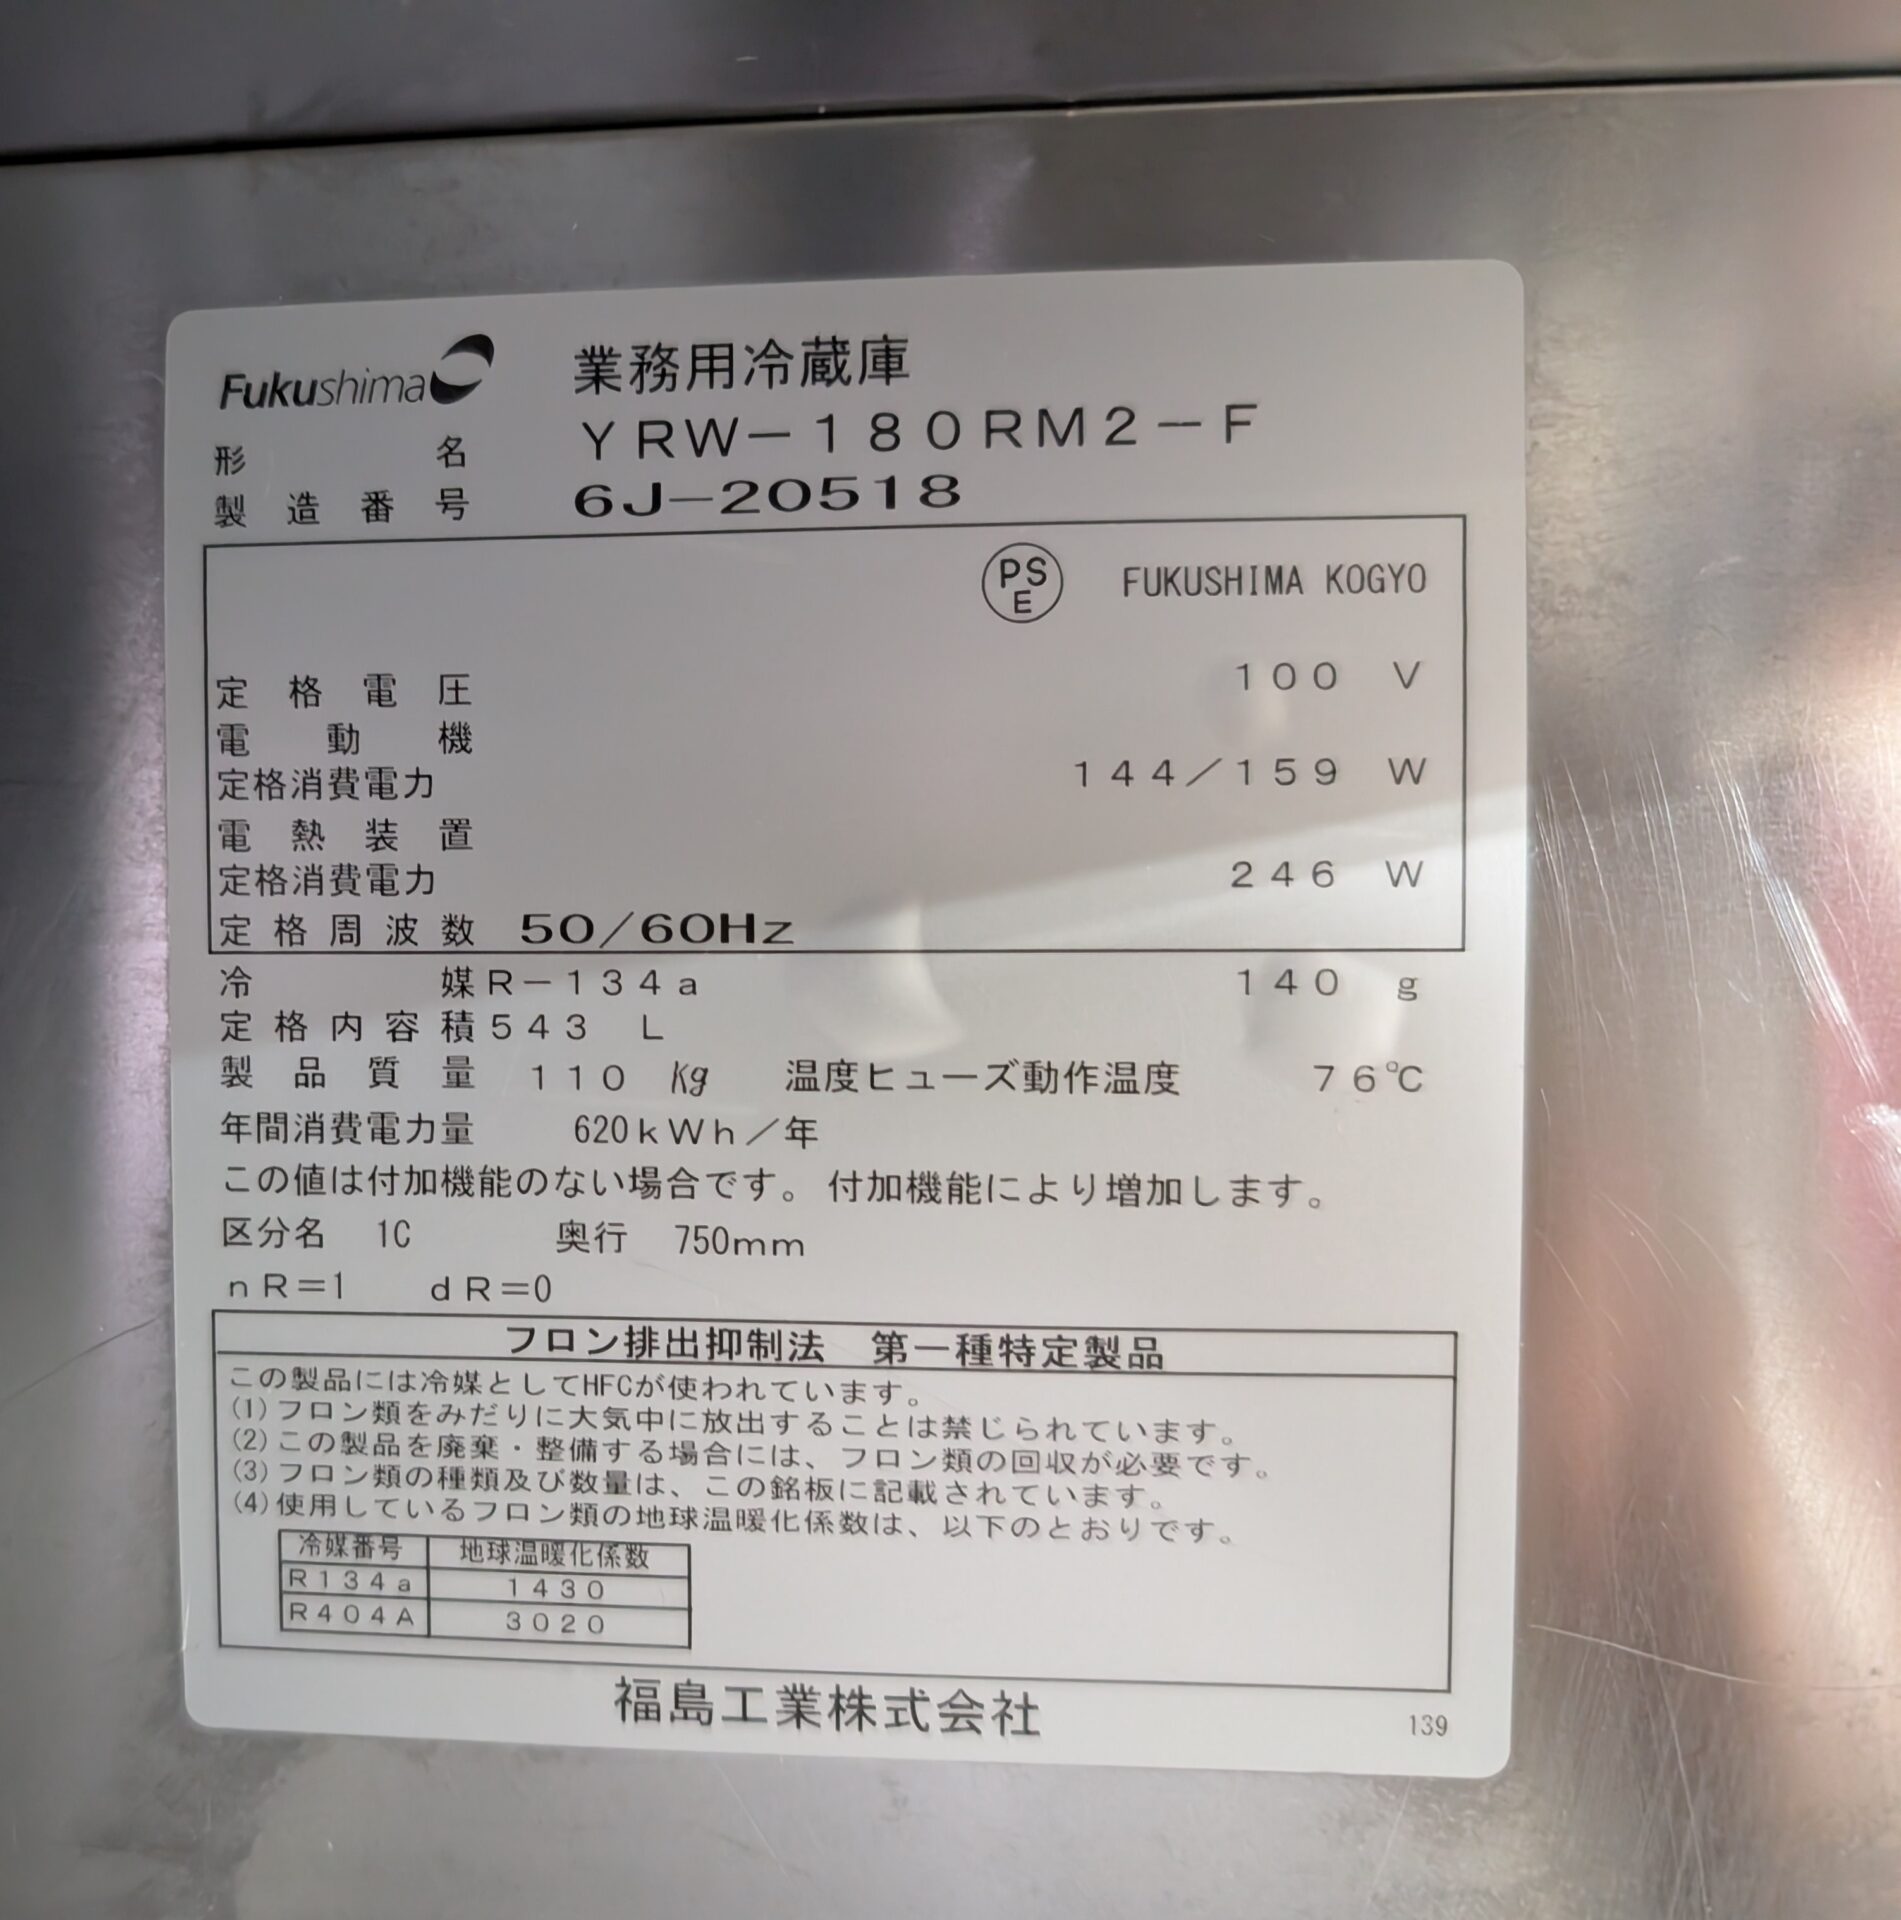 Fukushima 業務用冷蔵庫
形名 YRW-180RM2-F
製造番号 6J-20518
PSE FUKUSHIMA KOGYO
定格電圧 100 V
電動機
定格消費電力 144/159 W
電熱装置
定格消費電力 246 W
定格周波数 50/60Hz
冷媒 R-134a 140 g
定格内容積 543 L
製品質量 110 Kg 温度ヒューズ動作温度 76℃
年間消費電力量 620kWh/年
この値は付加機能のない場合です。付加機能により増加します。
区分名 1C 奥行 750mm
nR=1 dR=0
フロン排出抑制法 第一種特定製品
この製品には冷媒としてHFCが使われています。
(1)フロン類をみだりに大気中に放出することは禁じられています。
(2)この製品を廃棄・整備する場合には、フロン類の回収が必要です。
(3)フロン類の種類及び数量は、この銘板に記載されています。
(4)使用しているフロン類の地球温暖化係数は、以下のとおりです。
冷媒番号 地球温暖化係数
R134a 1430
R404A 3020
福島工業株式会社
139